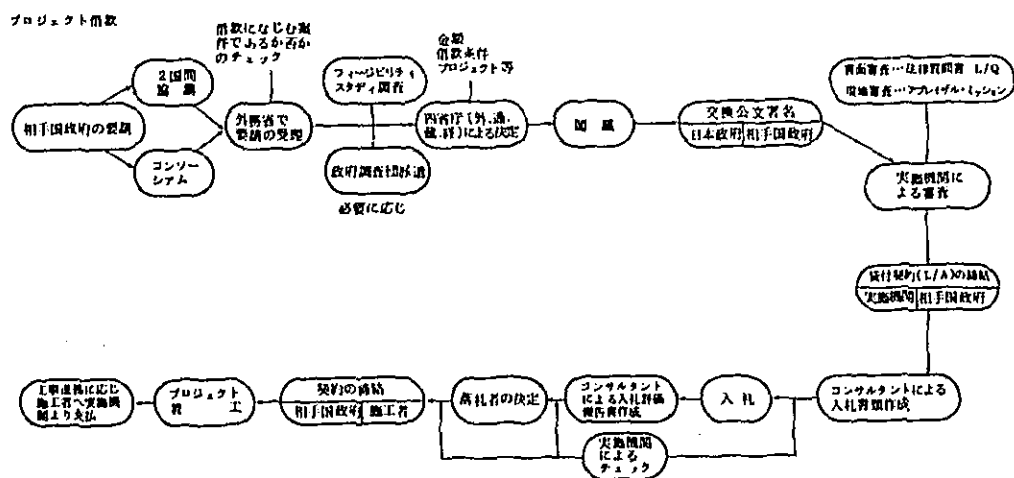 プロジェクト借款
相手国政府の要請
2国間
協議
コンソー
シアム
借款になじむ案
件であるか否か
のチェック
外務省で
要請の受理
フィージビリティ
スタディ調査
政府調査団派遣
必要に応じ
金額
借款条件
プロジェクト等
四省庁(外、通、
による決定
閣議
交換公文署名
日本政府
相手国政府
書面審査…法律質問書 L/Q
現地審査…アプレイザル・ミッション
実施機関に
よる審査
貸付契約(L/A)の締結
実施機関
相手国政府
コンサルタントによる
入札書類作成
入札
コンサルタント
による入札評価
報告書作成
実施機関
による
チェック
落札者の決定
契約の締結
相手国政府
施工者
プロジェクト
着工
工事進捗に応じ
施工者へ実施機
関より支払